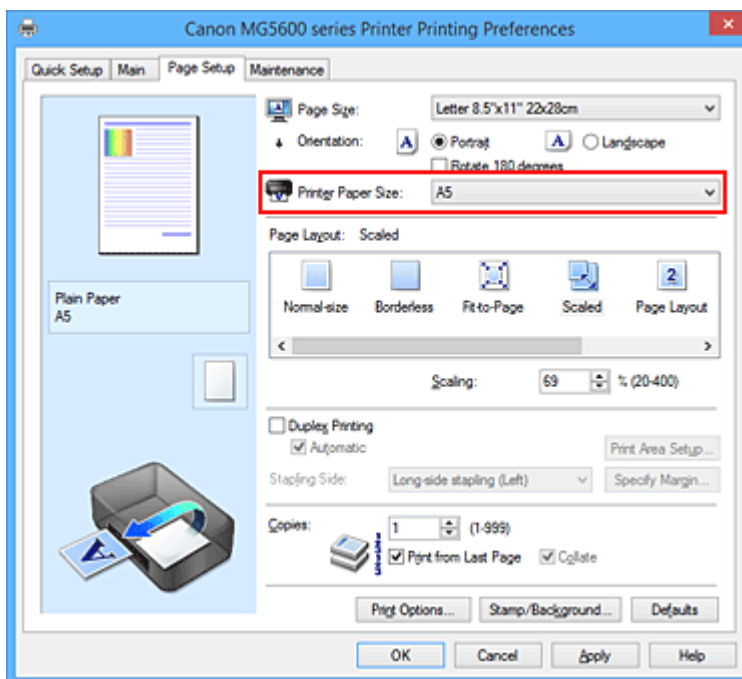 Canon MG5600 series Printer Printing Preferences
Quick Setup Main Page Setup Maintenance
Page Size: Letter 8.5"x11" 22x28cm
Orientation: A Portrait A Landscape
Rotate 180 degrees
Printer Paper Size: A5
Page Layout: Scaled
Normal-size Borderless Fit-to-Page Scaled Page Layout
Plain Paper
A5
Scaling: 69 % (20-400)
Duplex Printing
Automatic Print Area Setup...
Stapling Side: Long-side stapling (Left) Specify Margin...
Copies: 1 (1-999)
Print from Last Page Collate
Print Options... Stamp/Background... Defaults
OK Cancel Apply Help